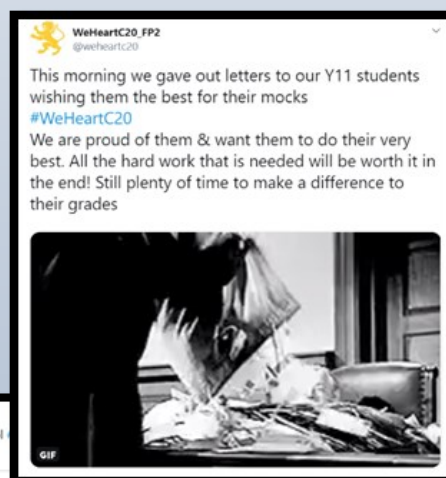 WeHeartC20_FP2
@weheartc20
This morning we gave out letters to our Y11 students
wishing them the best for their mocks
#WeHeartC20
We are proud of them & want them to do their very
best. All the hard work that is needed will be worth it in
the end! Still plenty of time to make a difference to
their grades
GIF